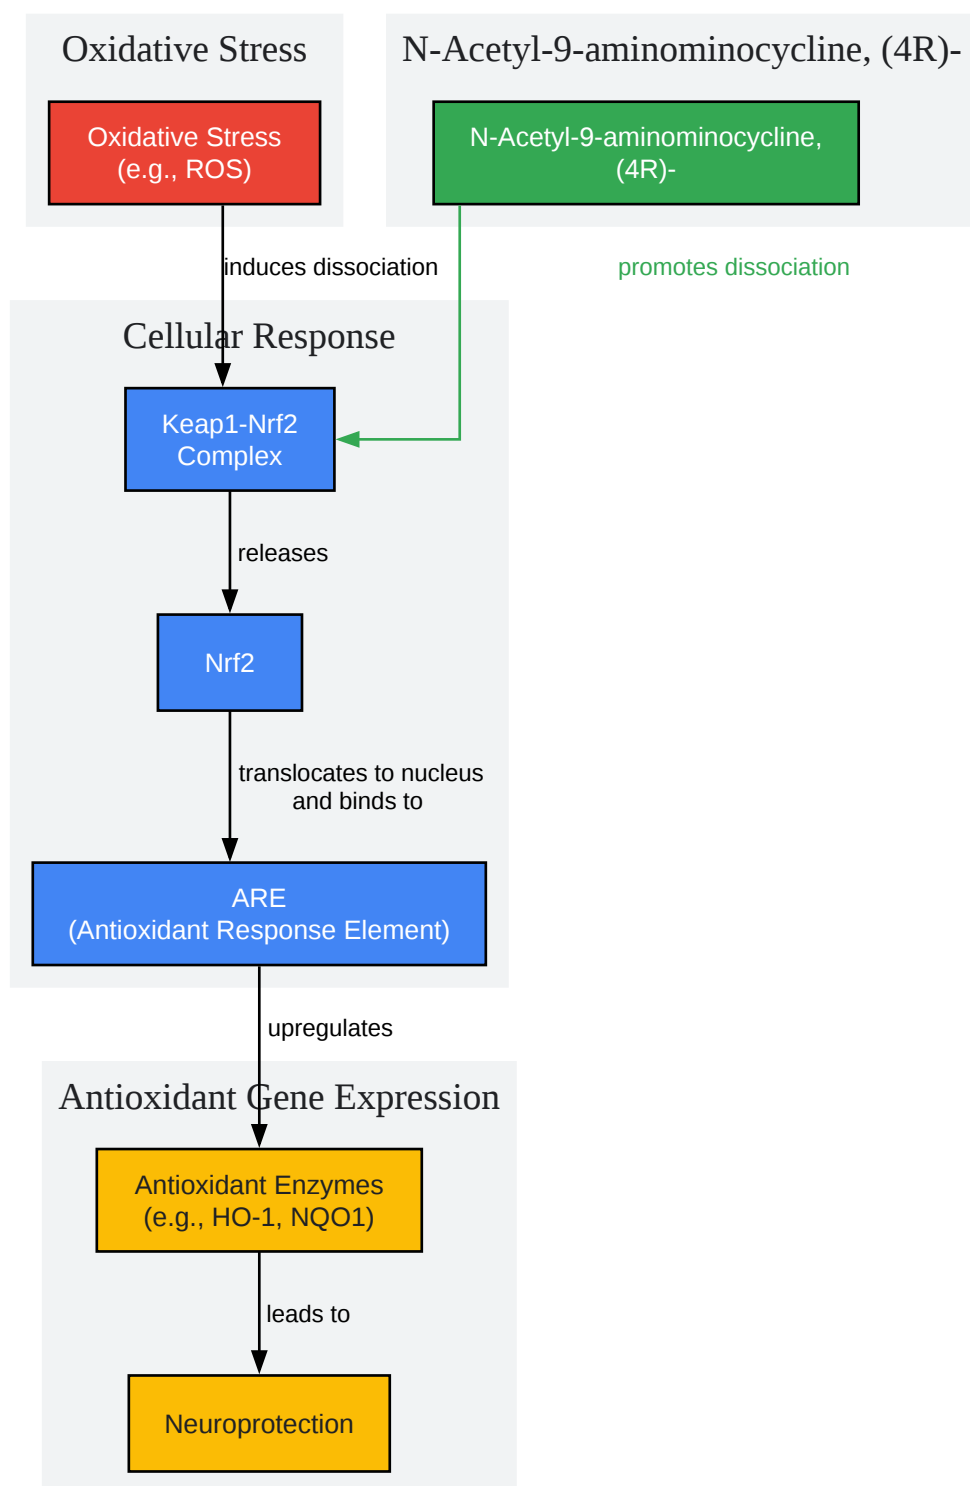 Oxidative Stress
N-Acetyl-9-aminominocycline, (4R)-
Oxidative Stress
(e.g., ROS)
N-Acetyl-9-aminominocycline,
(4R)-
induces dissociation
promotes dissociation
Cellular Response
Keap1-Nrf2
Complex
releases
Nrf2
translocates to nucleus
and binds to
ARE
(Antioxidant Response Element)
upregulates
Antioxidant Gene Expression
Antioxidant Enzymes
(e.g., HO-1, NQO1)
leads to
Neuroprotection